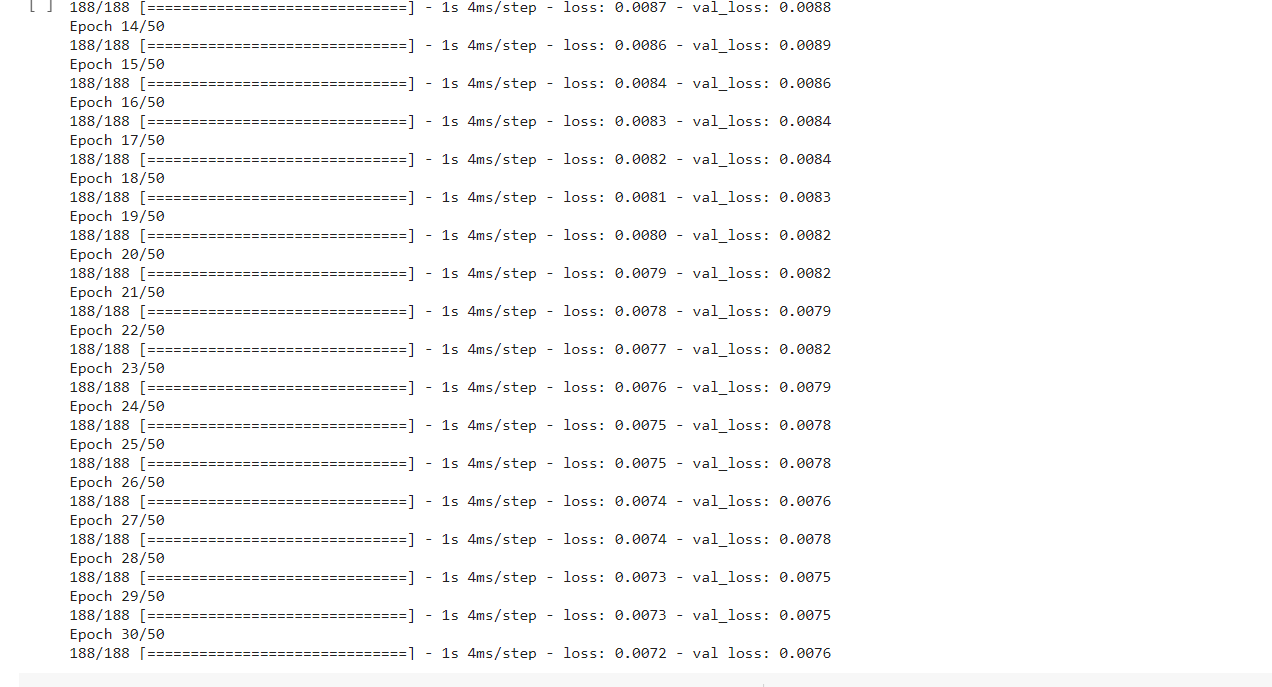 [ ] 188/188 [==============================] - 1s 4ms/step - loss: 0.0087 - val_loss: 0.0088
Epoch 14/50
188/188 [==============================] - 1s 4ms/step - loss: 0.0086 - val_loss: 0.0089
Epoch 15/50
188/188 [==============================] - 1s 4ms/step - loss: 0.0084 - val_loss: 0.0086
Epoch 16/50
188/188 [==============================] - 1s 4ms/step - loss: 0.0083 - val_loss: 0.0084
Epoch 17/50
188/188 [==============================] - 1s 4ms/step - loss: 0.0082 - val_loss: 0.0084
Epoch 18/50
188/188 [==============================] - 1s 4ms/step - loss: 0.0081 - val_loss: 0.0083
Epoch 19/50
188/188 [==============================] - 1s 4ms/step - loss: 0.0080 - val_loss: 0.0082
Epoch 20/50
188/188 [==============================] - 1s 4ms/step - loss: 0.0079 - val_loss: 0.0082
Epoch 21/50
188/188 [==============================] - 1s 4ms/step - loss: 0.0078 - val_loss: 0.0079
Epoch 22/50
188/188 [==============================] - 1s 4ms/step - loss: 0.0077 - val_loss: 0.0082
Epoch 23/50
188/188 [==============================] - 1s 4ms/step - loss: 0.0076 - val_loss: 0.0079
Epoch 24/50
188/188 [==============================] - 1s 4ms/step - loss: 0.0075 - val_loss: 0.0078
Epoch 25/50
188/188 [==============================] - 1s 4ms/step - loss: 0.0075 - val_loss: 0.0078
Epoch 26/50
188/188 [==============================] - 1s 4ms/step - loss: 0.0074 - val_loss: 0.0076
Epoch 27/50
188/188 [==============================] - 1s 4ms/step - loss: 0.0074 - val_loss: 0.0078
Epoch 28/50
188/188 [==============================] - 1s 4ms/step - loss: 0.0073 - val_loss: 0.0075
Epoch 29/50
188/188 [==============================] - 1s 4ms/step - loss: 0.0073 - val_loss: 0.0075
Epoch 30/50
188/188 [==============================] - 1s 4ms/step - loss: 0.0072 - val_loss: 0.0076